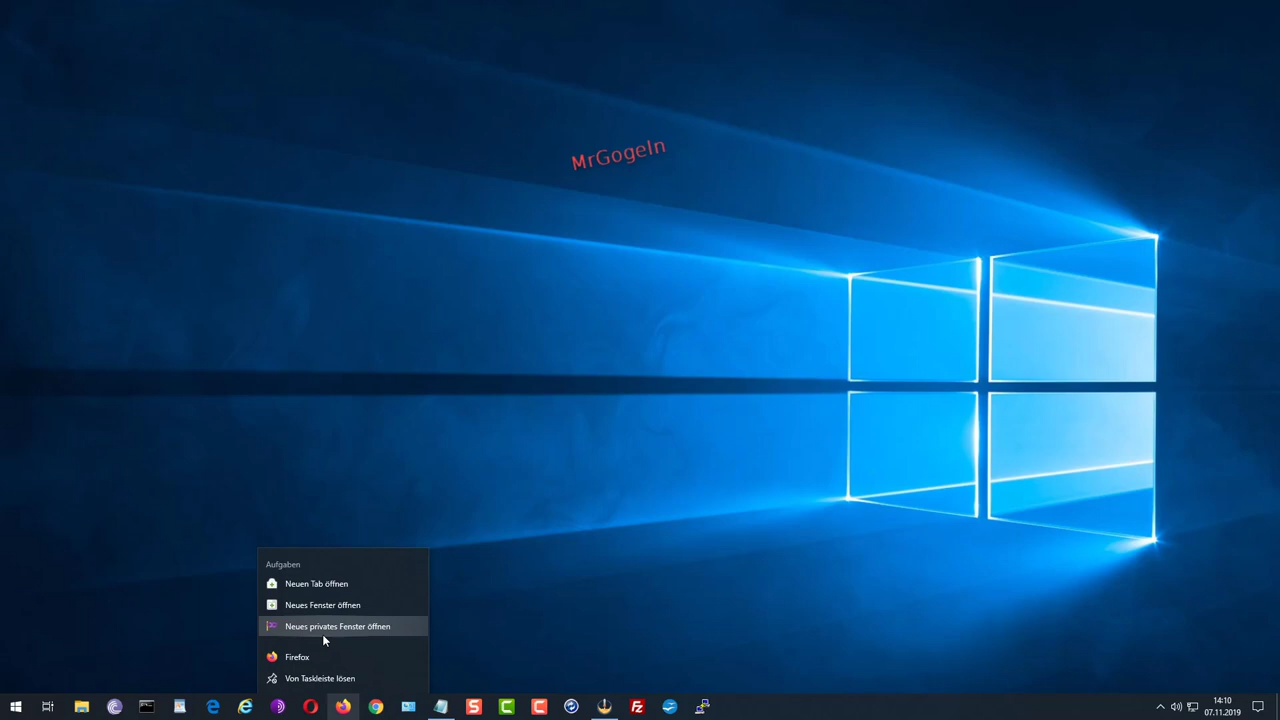 MrGogeln
Aufgaben
Neuen Tab öffnen
Neues Fenster öffnen
Neues privates Fenster öffnen
Firefox
Von Taskleiste lösen
14:10
07.11.2019